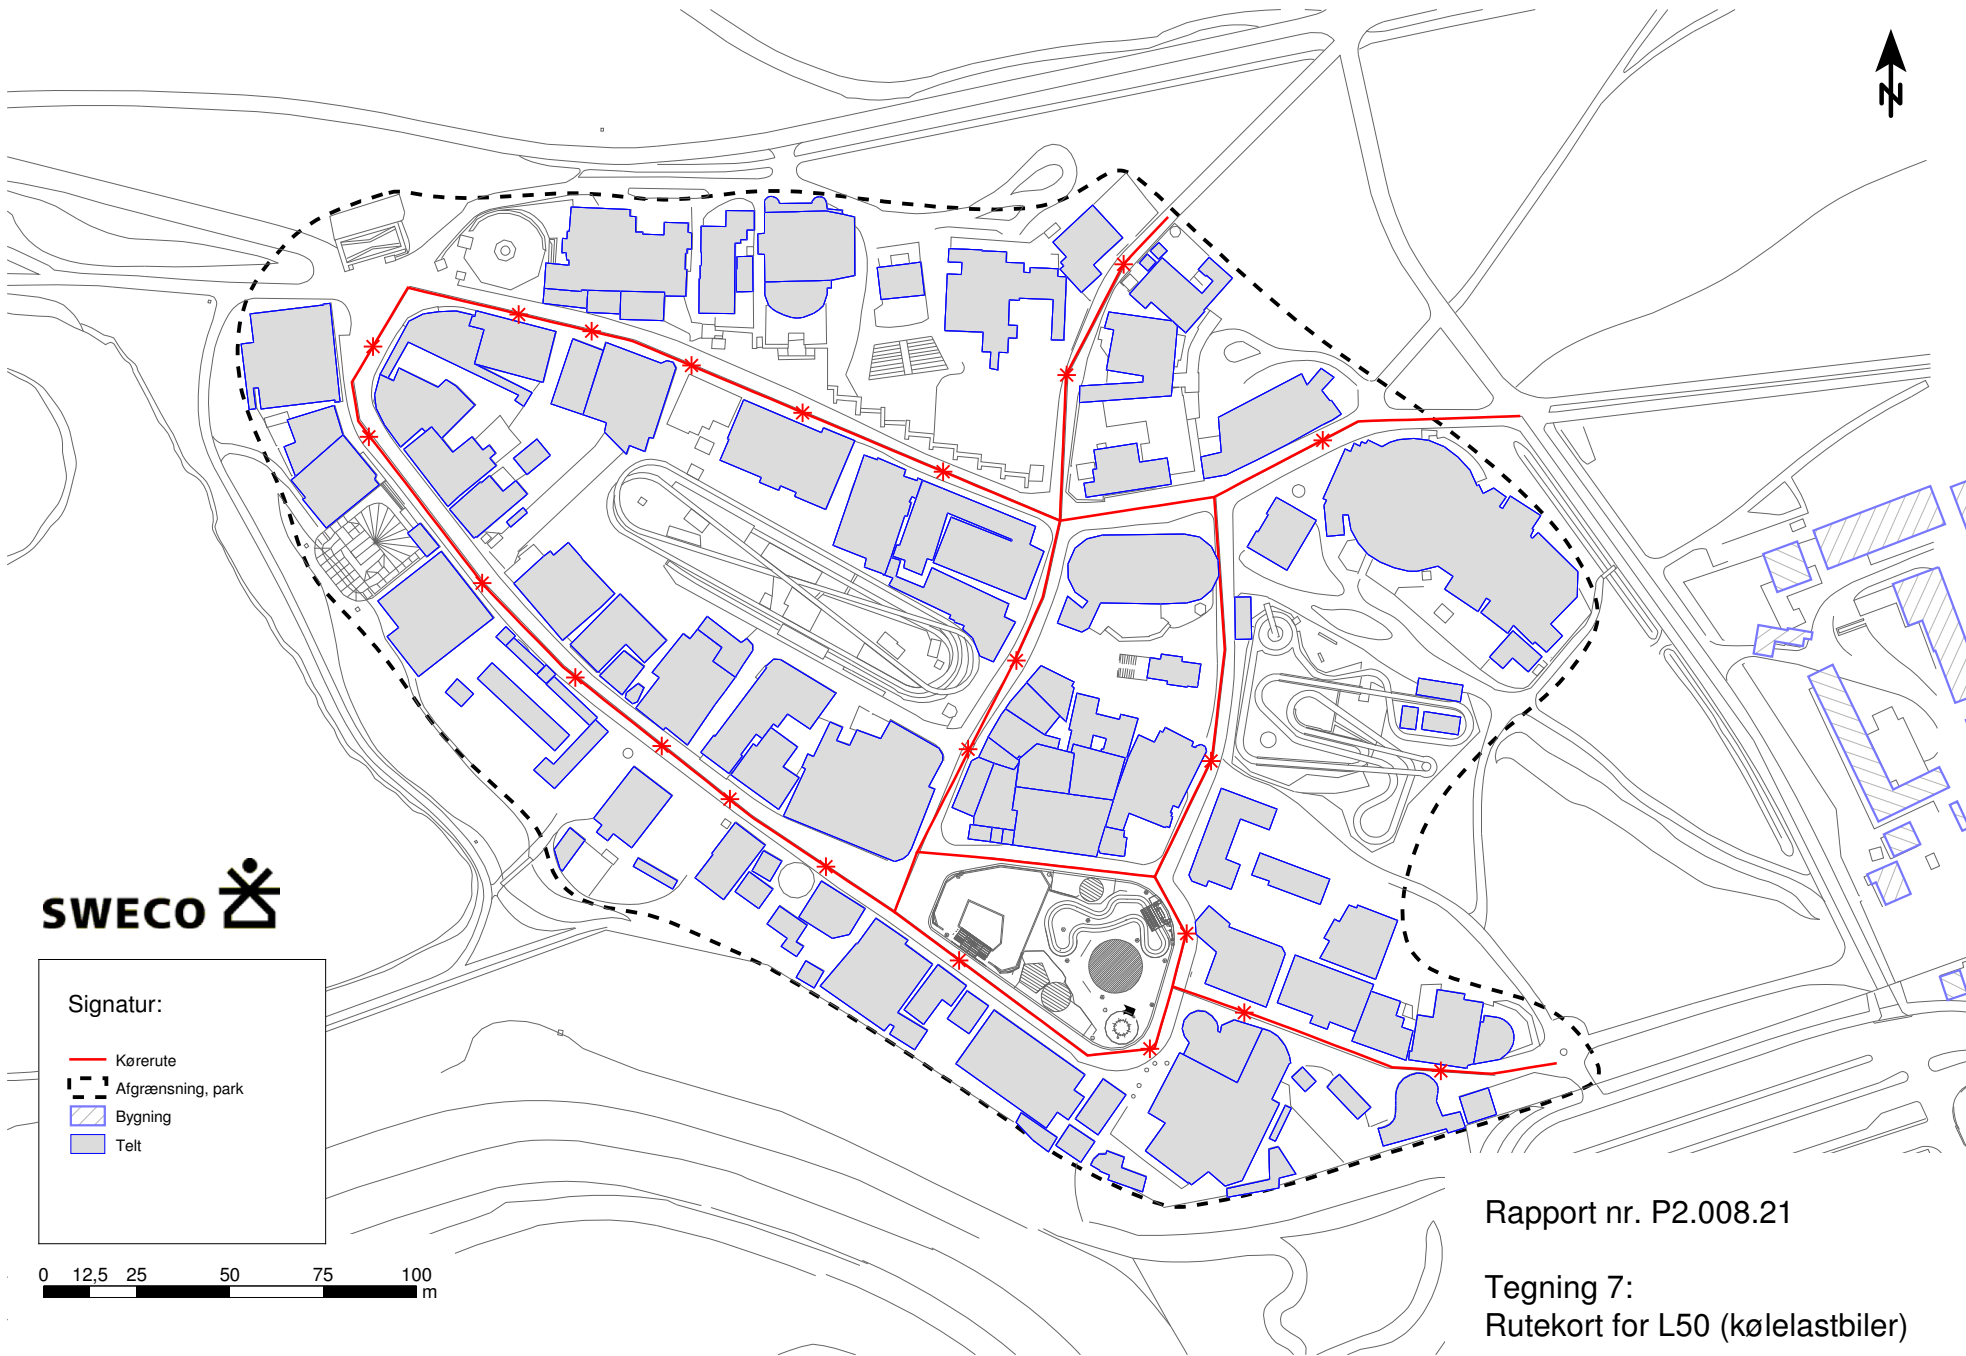 N
SWECO
Signatur:
Kørerute
Afgrænsning, park
Bygning
Telt
0 12,5 25 50 75 100
m
Rapport nr. P2.008.21
Tegning 7:
Rutekort for L50 (kølelastbiler)